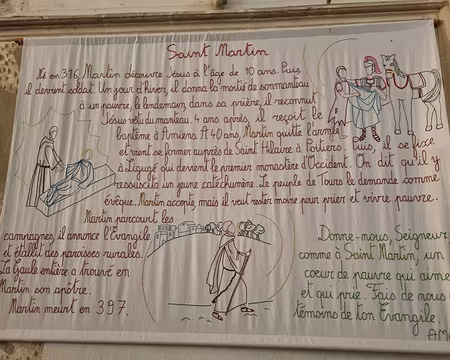 Saint Martin
Né en 316, Martin découvre Jésus à l'âge de 10 ans. Puis
il devient soldat. Un jour d'hiver, il donna la moitié de son manteau
à un pauvre, le lendemain, dans sa prière, il reconnut
Jésus vêtu du manteau. 4 ans après, il reçoit le
baptême à Amiens. A 40 ans, Martin quitte l'armée
et vient se former auprès de Saint Hilaire à Poitiers. Puis, il se fixe
à Ligugé qui devient le premier monastère d'Occident. On dit qu'il y
ressuscita un jeune catéchumène. Le peuple de Tours le demande comme
évêque. Martin accepte, mais il veut rester moine pour prier et vivre pauvre.
Martin parcourt les
campagnes, il annonce l'Evangile
et établit des paroisses rurales.
La Gaule entière a trouvé en
Martin son apôtre.
Martin meurt en 397.
Donne-nous, Seigneur
comme à Saint Martin, un
coeur de pauvre qui aime
et qui prie. Fais de nous
témoins de ton Evangile.